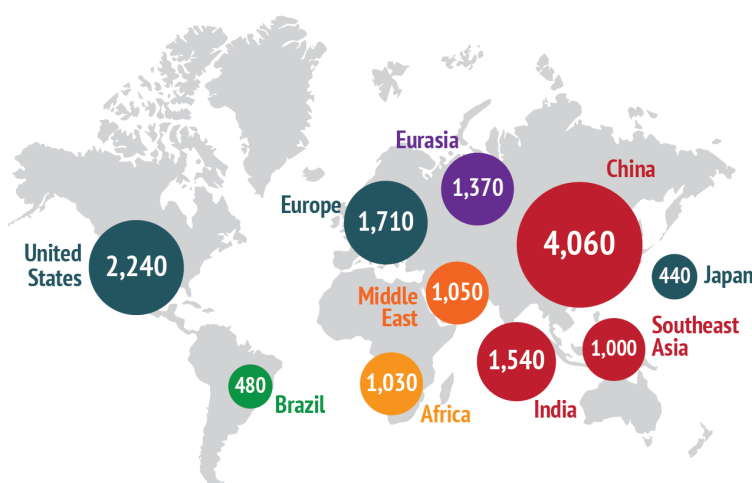 Eurasia
1,370
China
Europe
1,710
4,060
United
States
2,240
440
Japan
Middle
East
1,050
Southeast
Asia
1,000
1,540
India
480
Brazil
1,030
Africa